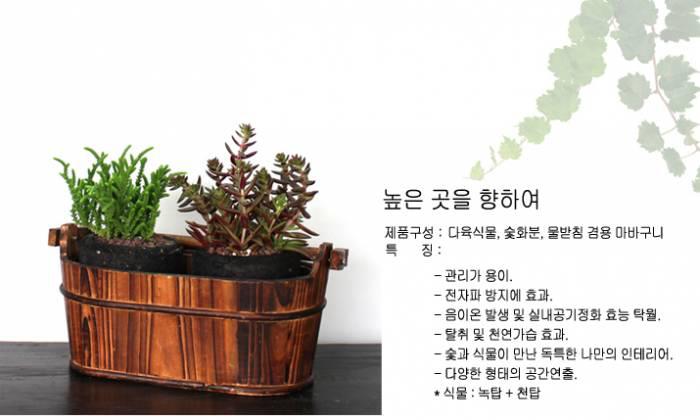 높은 곳을 향하여
제품구성 : 다육식물, 숯화분, 물받침 겸용 마바구니
특 징 :
- 관리가 용이.
- 전자파 방지에 효과.
- 음이온 발생 및 실내공기정화 효능 탁월.
- 탈취 및 천연가습 효과.
- 숯과 식물이 만난 독특한 나만의 인테리어.
- 다양한 형태의 공간연출.
* 식물 : 녹탑 + 천탑